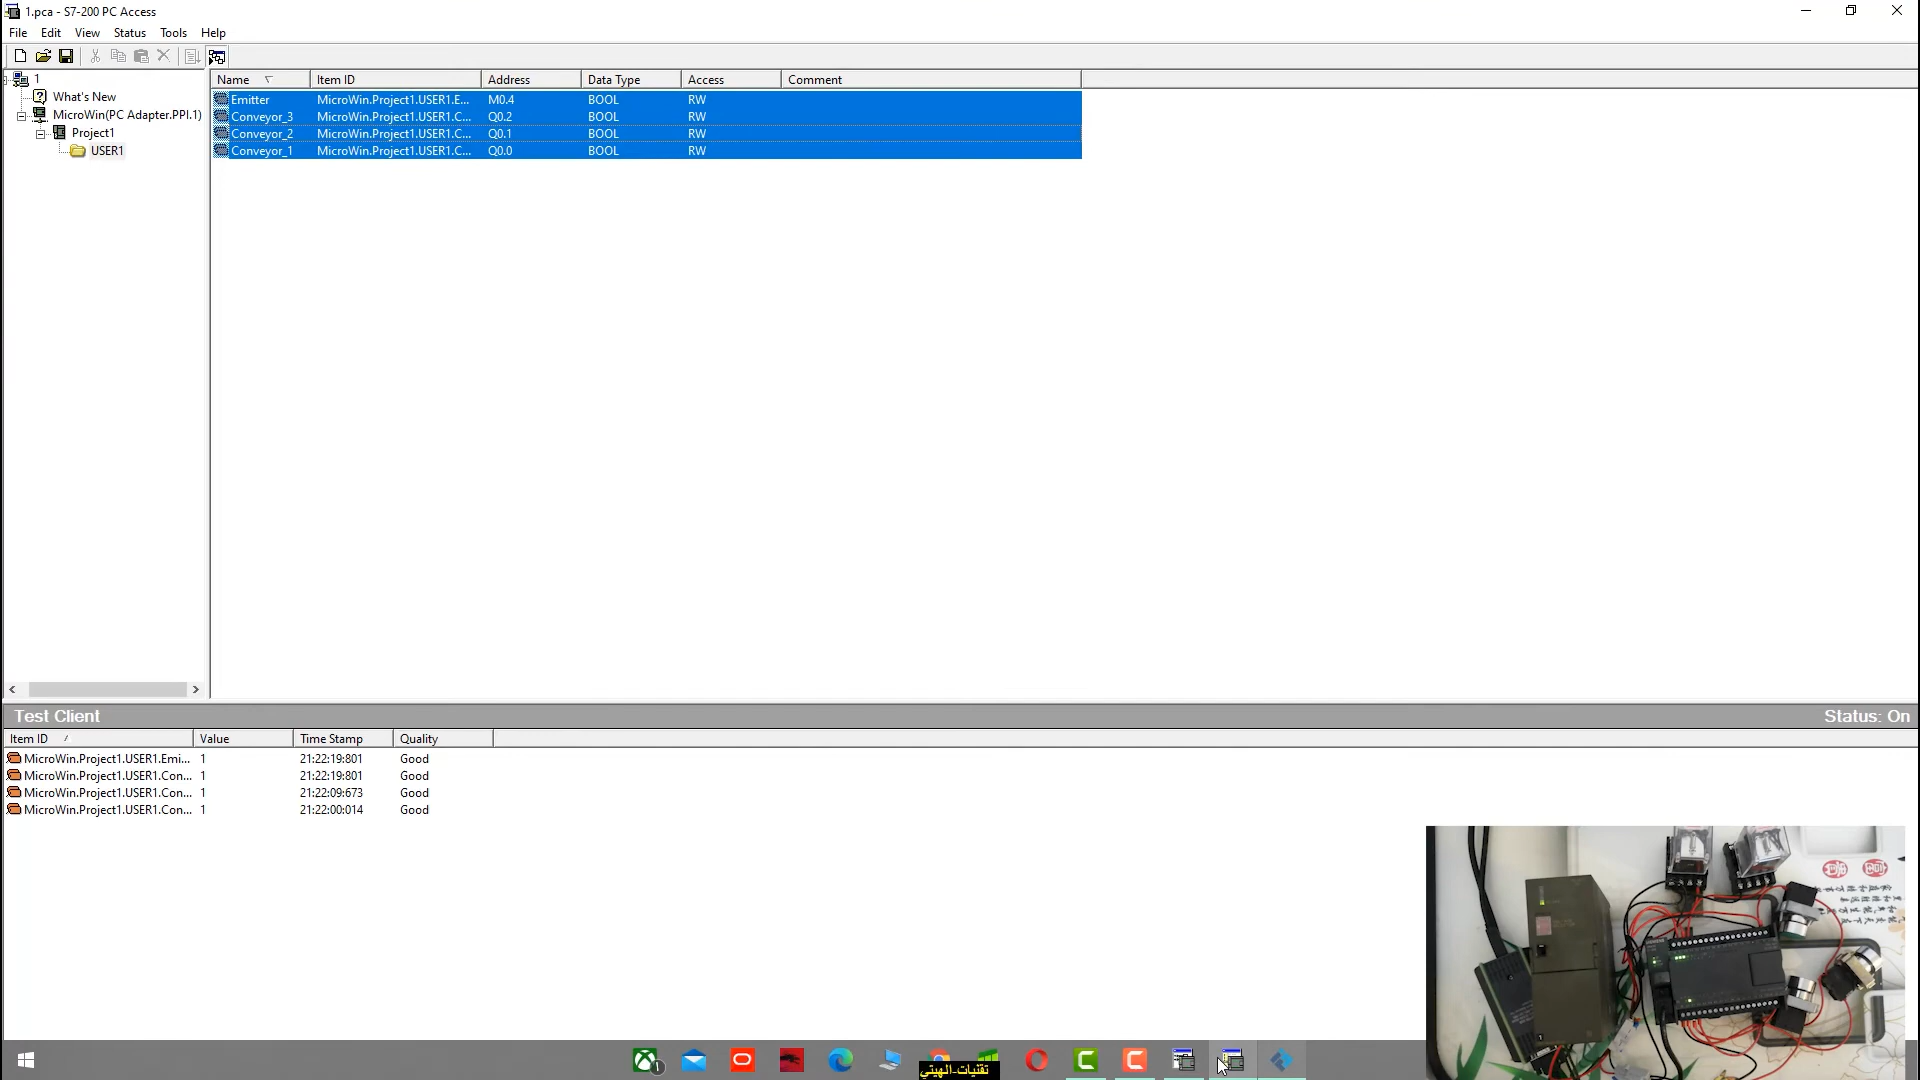 1.pca - S7-200 PC Access
File Edit View Status Tools Help
1
What's New
MicroWin(PC Adapter.PPI.1)
Project1
USER1
Name Item ID Address Data Type Access Comment
Emitter MicroWin.Project1.USER1.E... M0.4 BOOL RW
Conveyor_3 MicroWin.Project1.USER1.C... Q0.2 BOOL RW
Conveyor_2 MicroWin.Project1.USER1.C... Q0.1 BOOL RW
Conveyor_1 MicroWin.Project1.USER1.C... Q0.0 BOOL RW
Test Client Status: On
Item ID Value Time Stamp Quality
MicroWin.Project1.USER1.Emi... 1 21:22:19:801 Good
MicroWin.Project1.USER1.Con... 1 21:22:19:801 Good
MicroWin.Project1.USER1.Con... 1 21:22:09:673 Good
MicroWin.Project1.USER1.Con... 1 21:22:00:014 Good
1
تقنيات-الهيتي